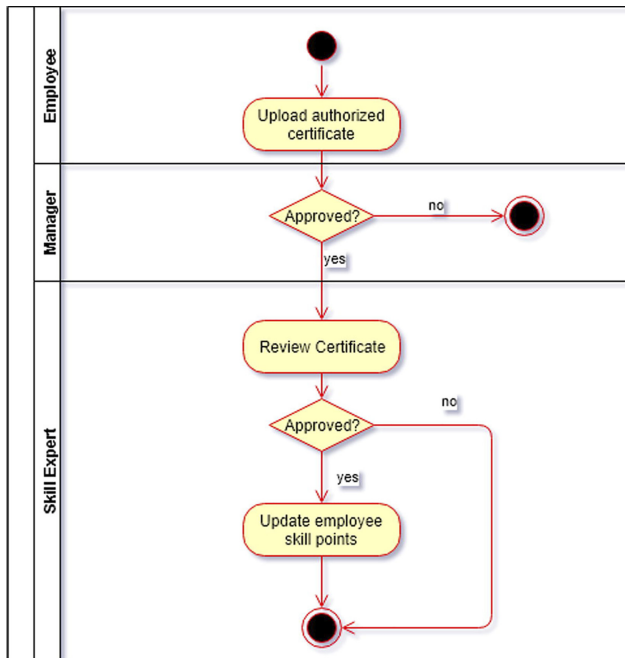 Employee
Upload authorized
certificate
Manager
Approved?
no
yes
Skill Expert
Review Certificate
Approved?
no
yes
Update employee
skill points